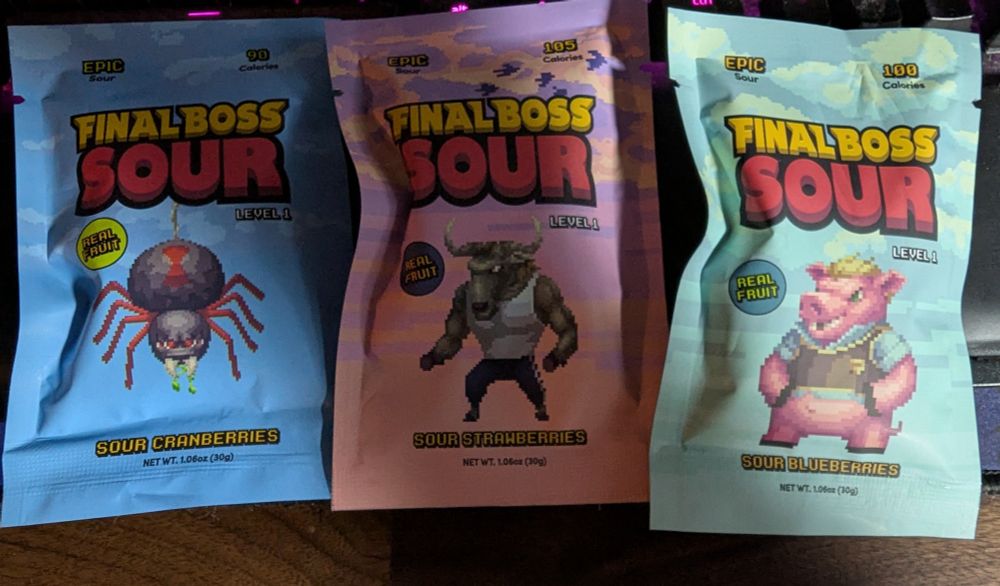 alt
ctrl
EPIC
Sour
90
Calories
FINAL BOSS
SOUR
LEVEL 1
REAL
FRUIT
SOUR CRANBERRIES
NET WT. 1.06oz (30g)
EPIC
Sour
105
Calories
FINAL BOSS
SOUR
LEVEL 1
REAL
FRUIT
SOUR STRAWBERRIES
NET WT. 1.06oz (30g)
EPIC
Sour
100
Calories
FINAL BOSS
SOUR
LEVEL 1
REAL
FRUIT
SOUR BLUEBERRIES
NET WT. 1.06oz (30g)